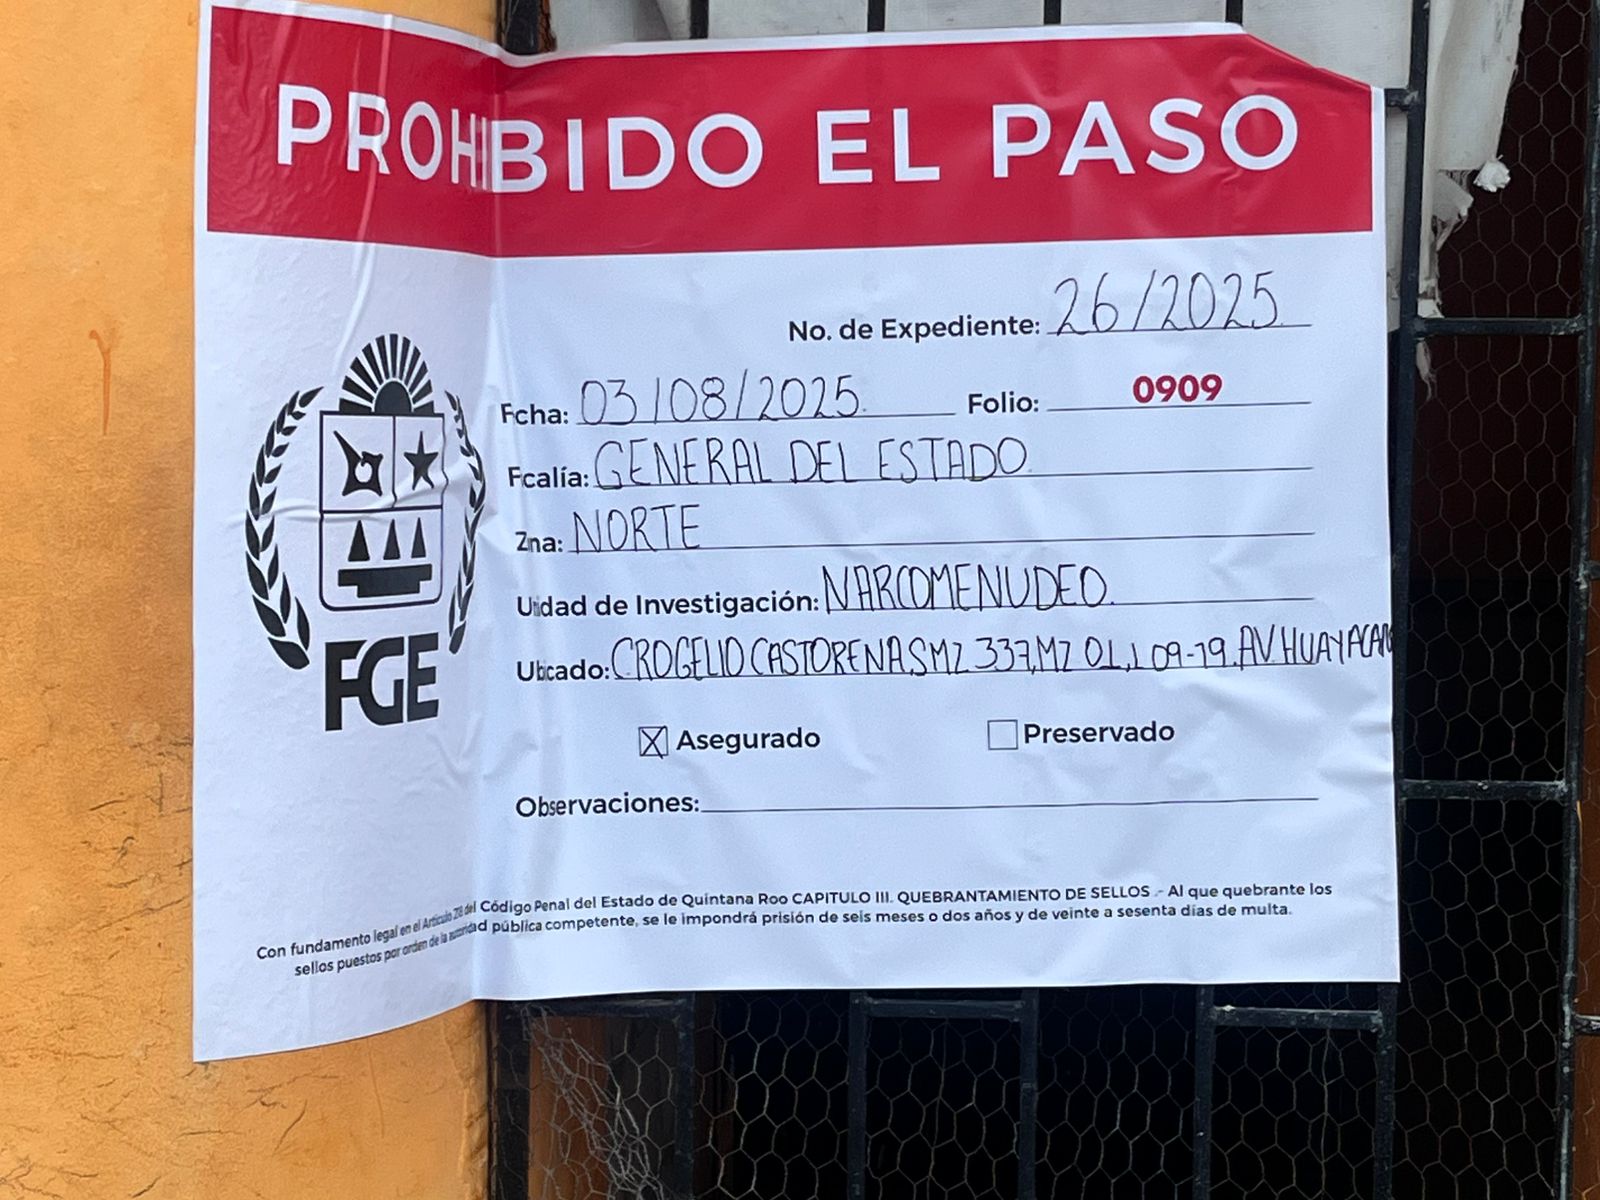 PROHIBIDO EL PASO
No. de Expediente: 26/2025
Fcha: 03/08/2025. Folio: 0909
Fcalía: GENERAL DEL ESTADO
Zna: NORTE
Unidad de Investigación: NARCOMENUDEO.
Ubicado: C ROGELIO CASTORENA, SMZ 337, MZ 01, L 09-79. AV. HUAYACAN
FGE
X Asegurado Preservado
Observaciones:
Con fundamento legal en el Artículo del Código Penal del Estado de Quintana Roo CAPITULO III. QUEBRANTAMIENTO DE SELLOS .- Al que quebrante los
sellos puestos por orden de la autoridad pública competente, se le impondrá prisión de seis meses o dos años y de veinte a sesenta días de multa.